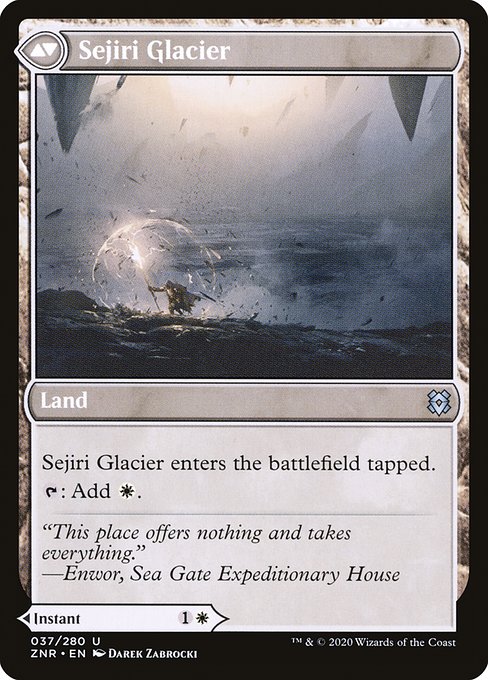 Sejiri Glacier
Land
Sejiri Glacier enters the battlefield tapped.
: Add .
“This place offers nothing and takes
everything.”
—Enwor, Sea Gate Expeditionary House
Instant 1
037/280 U
ZNR • EN Darek Zabrocki
™ & © 2020 Wizards of the Coast